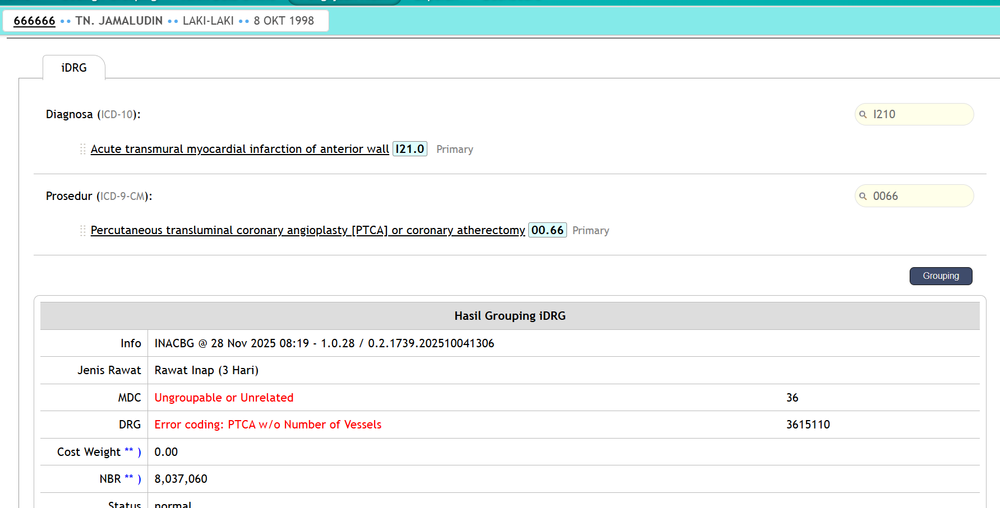 666666 •• TN. JAMALUDIN •• LAKI-LAKI •• 8 OKT 1998
iDRG
Diagnosa (ICD-10):
I210
Acute transmural myocardial infarction of anterior wall I21.0 Primary
Prosedur (ICD-9-CM):
0066
Percutaneous transluminal coronary angioplasty [PTCA] or coronary atherectomy 00.66 Primary
Grouping
Hasil Grouping iDRG
Info INACBG @ 28 Nov 2025 08:19 - 1.0.28 / 0.2.1739.202510041306
Jenis Rawat Rawat Inap (3 Hari)
MDC Ungroupable or Unrelated 36
DRG Error coding: PTCA w/o Number of Vessels 3615110
Cost Weight ** ) 0.00
NBR ** ) 8,037,060
Status normal